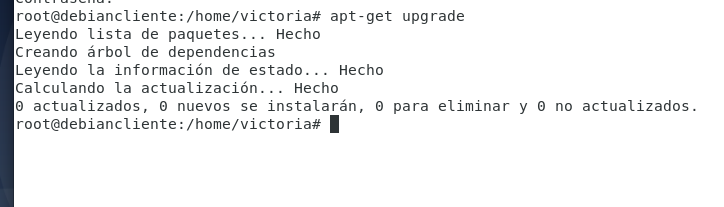 Contraseña:
root@debiancliente:/home/victoria# apt-get upgrade
Leyendo lista de paquetes... Hecho
Creando árbol de dependencias
Leyendo la información de estado... Hecho
Calculando la actualización... Hecho
0 actualizados, 0 nuevos se instalarán, 0 para eliminar y 0 no actualizados.
root@debiancliente:/home/victoria#